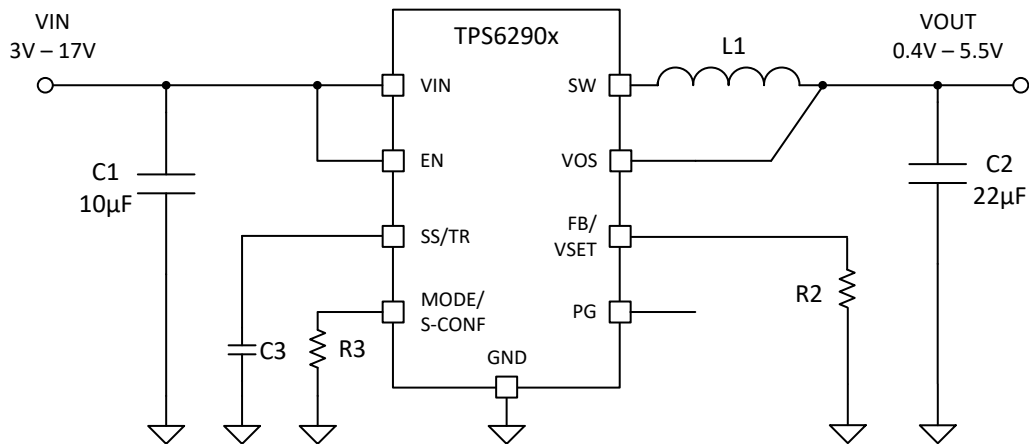 VIN
3V – 17V
TPS6290x
L1
VOUT
0.4V – 5.5V
VIN
SW
C1
10µF
EN
VOS
C2
22µF
SS/TR
FB/
VSET
R2
MODE/
S-CONF
PG
C3
R3
GND